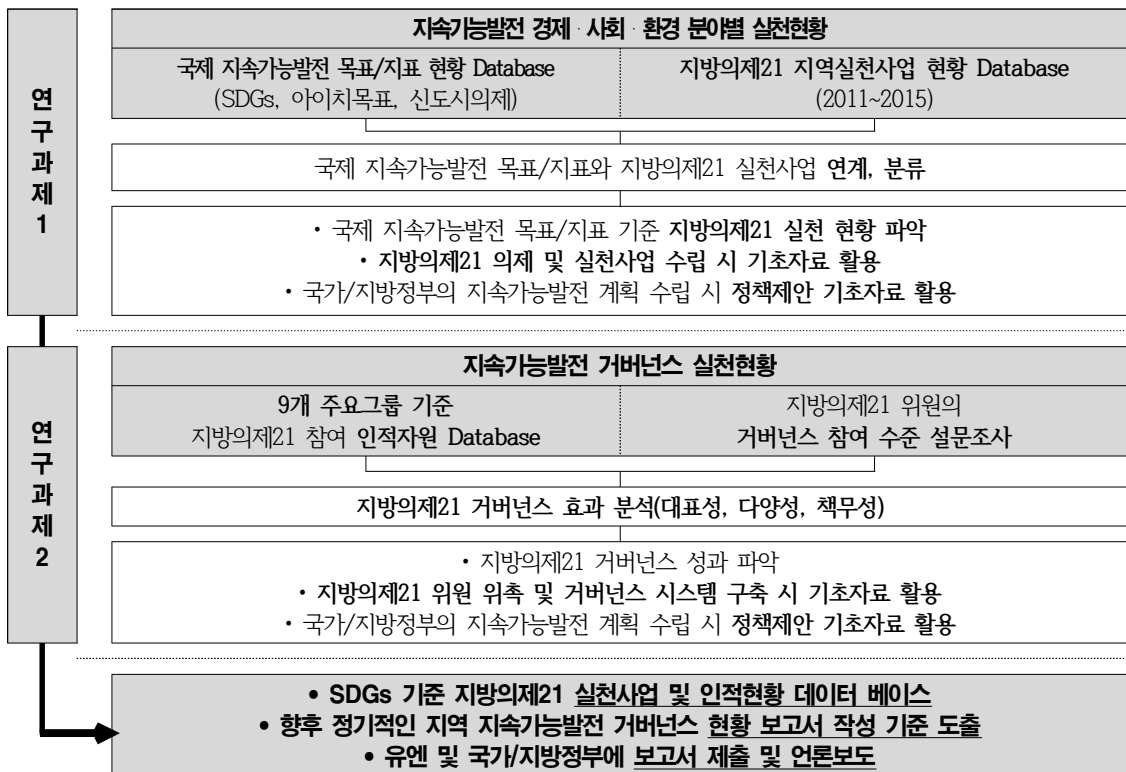 연구과제 1
지속가능발전 경제·사회·환경 분야별 실천현황
국제 지속가능발전 목표/지표 현황 Database
(SDGs, 아이치목표, 신도시의제)
지방의제21 지역실천사업 현황 Database
(2011~2015)
국제 지속가능발전 목표/지표와 지방의제21 실천사업 연계, 분류
• 국제 지속가능발전 목표/지표 기준 지방의제21 실천 현황 파악
• 지방의제21 의제 및 실천사업 수립 시 기초자료 활용
• 국가/지방정부의 지속가능발전 계획 수립 시 정책제안 기초자료 활용
연구과제 2
지속가능발전 거버넌스 실천현황
9개 주요그룹 기준
지방의제21 참여 인적자원 Database
지방의제21 위원의
거버넌스 참여 수준 설문조사
지방의제21 거버넌스 효과 분석(대표성, 다양성, 책무성)
• 지방의제21 거버넌스 성과 파악
• 지방의제21 위원 위촉 및 거버넌스 시스템 구축 시 기초자료 활용
• 국가/지방정부의 지속가능발전 계획 수립 시 정책제안 기초자료 활용
• SDGs 기준 지방의제21 실천사업 및 인적현황 데이터 베이스
• 향후 정기적인 지역 지속가능발전 거버넌스 현황 보고서 작성 기준 도출
• 유엔 및 국가/지방정부에 보고서 제출 및 언론보도